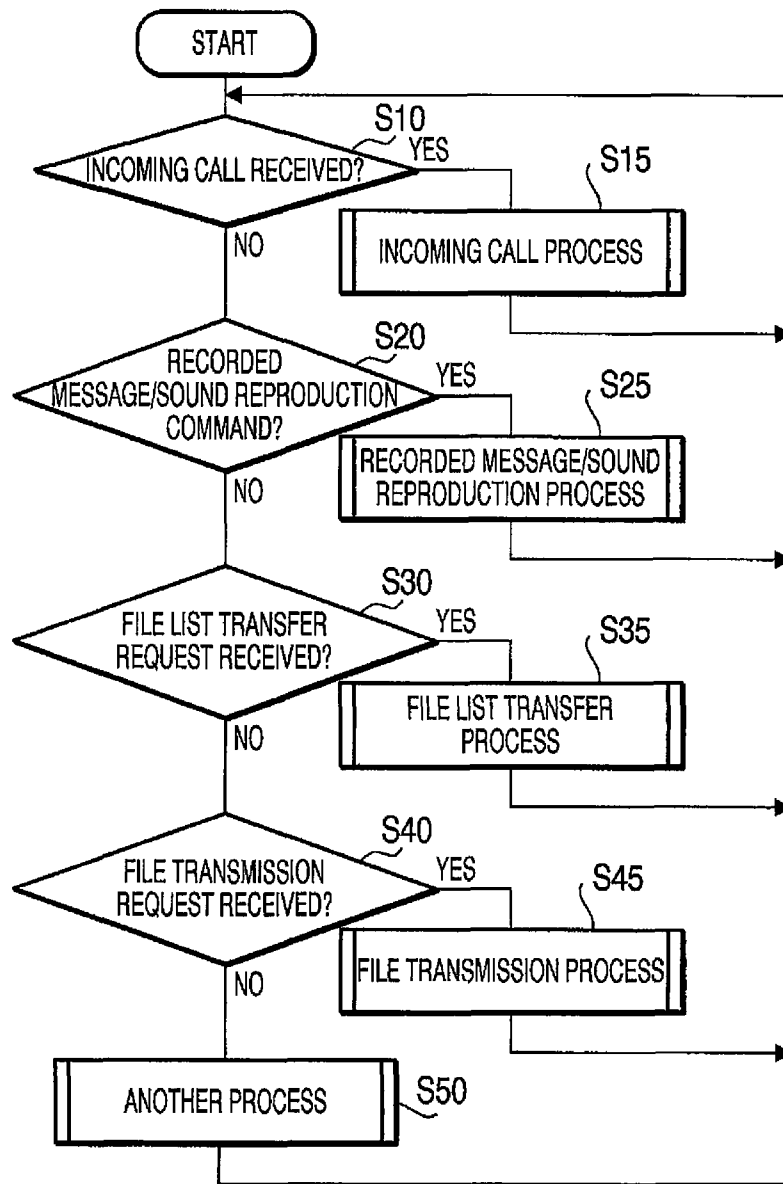 START
S10
INCOMING CALL RECEIVED?
YES
S15
INCOMING CALL PROCESS
NO
S20
RECORDED
MESSAGE/SOUND REPRODUCTION
COMMAND?
YES
S25
RECORDED MESSAGE/SOUND
REPRODUCTION PROCESS
NO
S30
FILE LIST TRANSFER
REQUEST RECEIVED?
YES
S35
FILE LIST TRANSFER
PROCESS
NO
S40
FILE TRANSMISSION
REQUEST RECEIVED?
YES
S45
FILE TRANSMISSION PROCESS
NO
ANOTHER PROCESS
S50